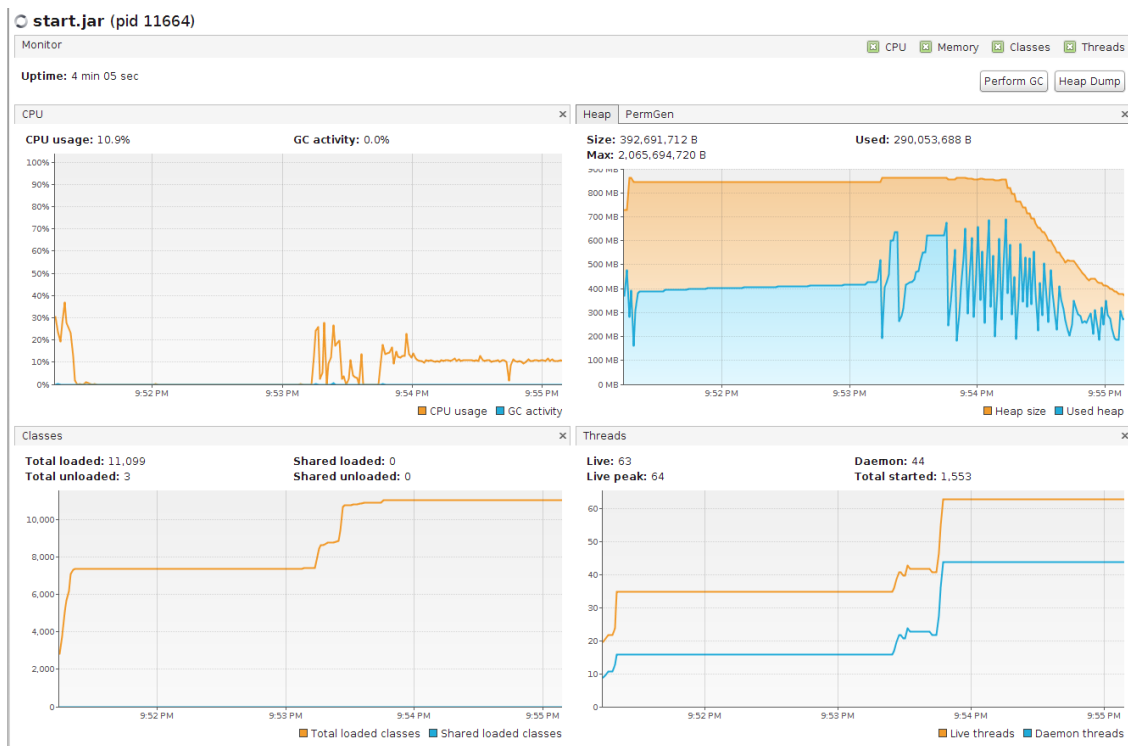 start.jar (pid 11664)
Monitor
CPU Memory Classes Threads
Uptime: 4 min 05 sec
Perform GC Heap Dump
CPU
CPU usage: 10.9% GC activity: 0.0%
100%
90%
80%
70%
60%
50%
40%
30%
20%
10%
0%
9:52 PM 9:53 PM 9:54 PM 9:55 PM
CPU usage GC activity
Heap PermGen
Size: 392,691,712 B Used: 290,053,688 B
Max: 2,065,694,720 B
900 MB
800 MB
700 MB
600 MB
500 MB
400 MB
300 MB
200 MB
100 MB
0 MB
9:52 PM 9:53 PM 9:54 PM 9:55 PM
Heap size Used heap
Classes
Total loaded: 11,099 Shared loaded: 0
Total unloaded: 3 Shared unloaded: 0
10,000
8,000
6,000
4,000
2,000
0
9:52 PM 9:53 PM 9:54 PM 9:55 PM
Total loaded classes Shared loaded classes
Threads
Live: 63 Daemon: 44
Live peak: 64 Total started: 1,553
60
50
40
30
20
10
0
9:52 PM 9:53 PM 9:54 PM 9:55 PM
Live threads Daemon threads